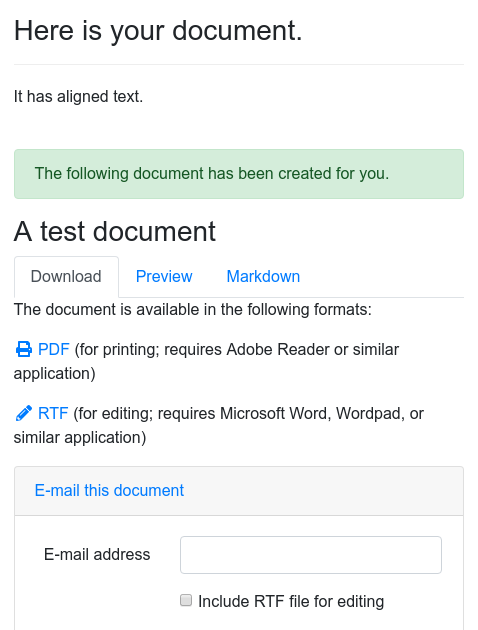 Here is your document.
It has aligned text.
The following document has been created for you.
A test document
Download Preview Markdown
The document is available in the following formats:
PDF (for printing; requires Adobe Reader or similar
application)
RTF (for editing; requires Microsoft Word, Wordpad, or
similar application)
E-mail this document
E-mail address
Include RTF file for editing